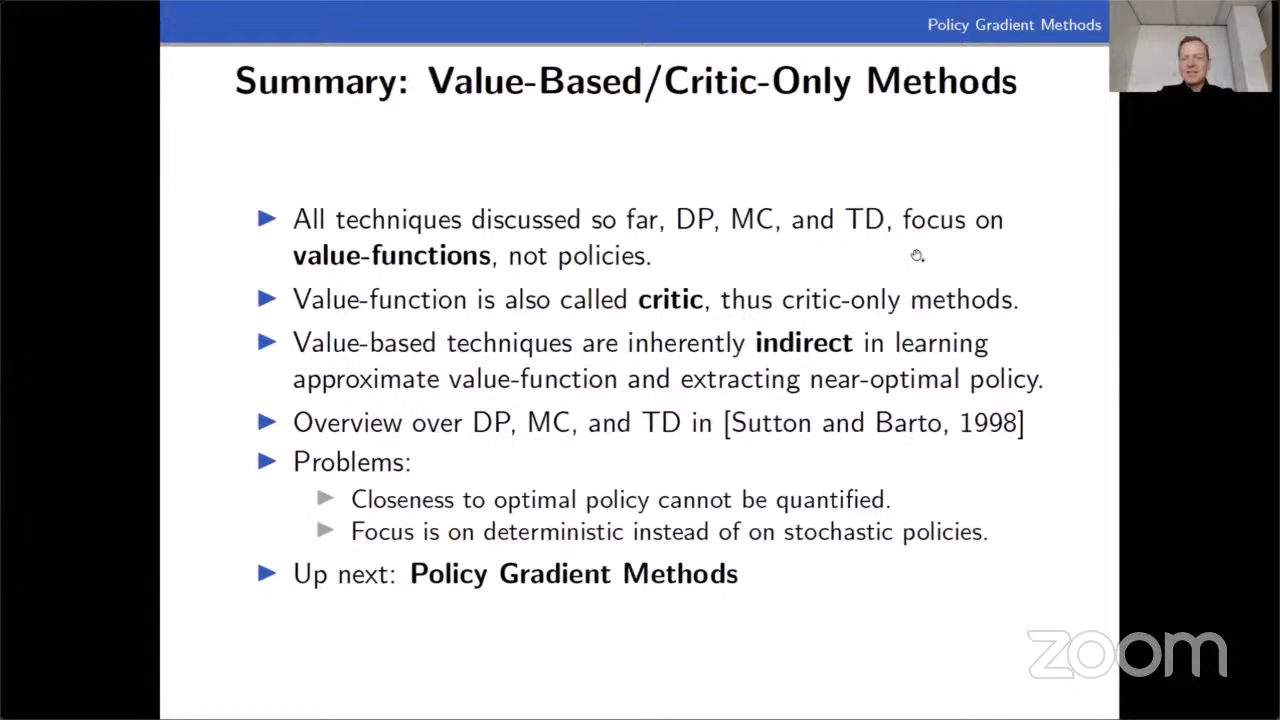 Policy Gradient Methods
Summary: Value-Based/Critic-Only Methods
All techniques discussed so far, DP, MC, and TD, focus on
value-functions, not policies.
Value-function is also called critic, thus critic-only methods.
Value-based techniques are inherently indirect in learning
approximate value-function and extracting near-optimal policy.
Overview over DP, MC, and TD in [Sutton and Barto, 1998]
Problems:
Closeness to optimal policy cannot be quantified.
Focus is on deterministic instead of on stochastic policies.
Up next: Policy Gradient Methods
zoom